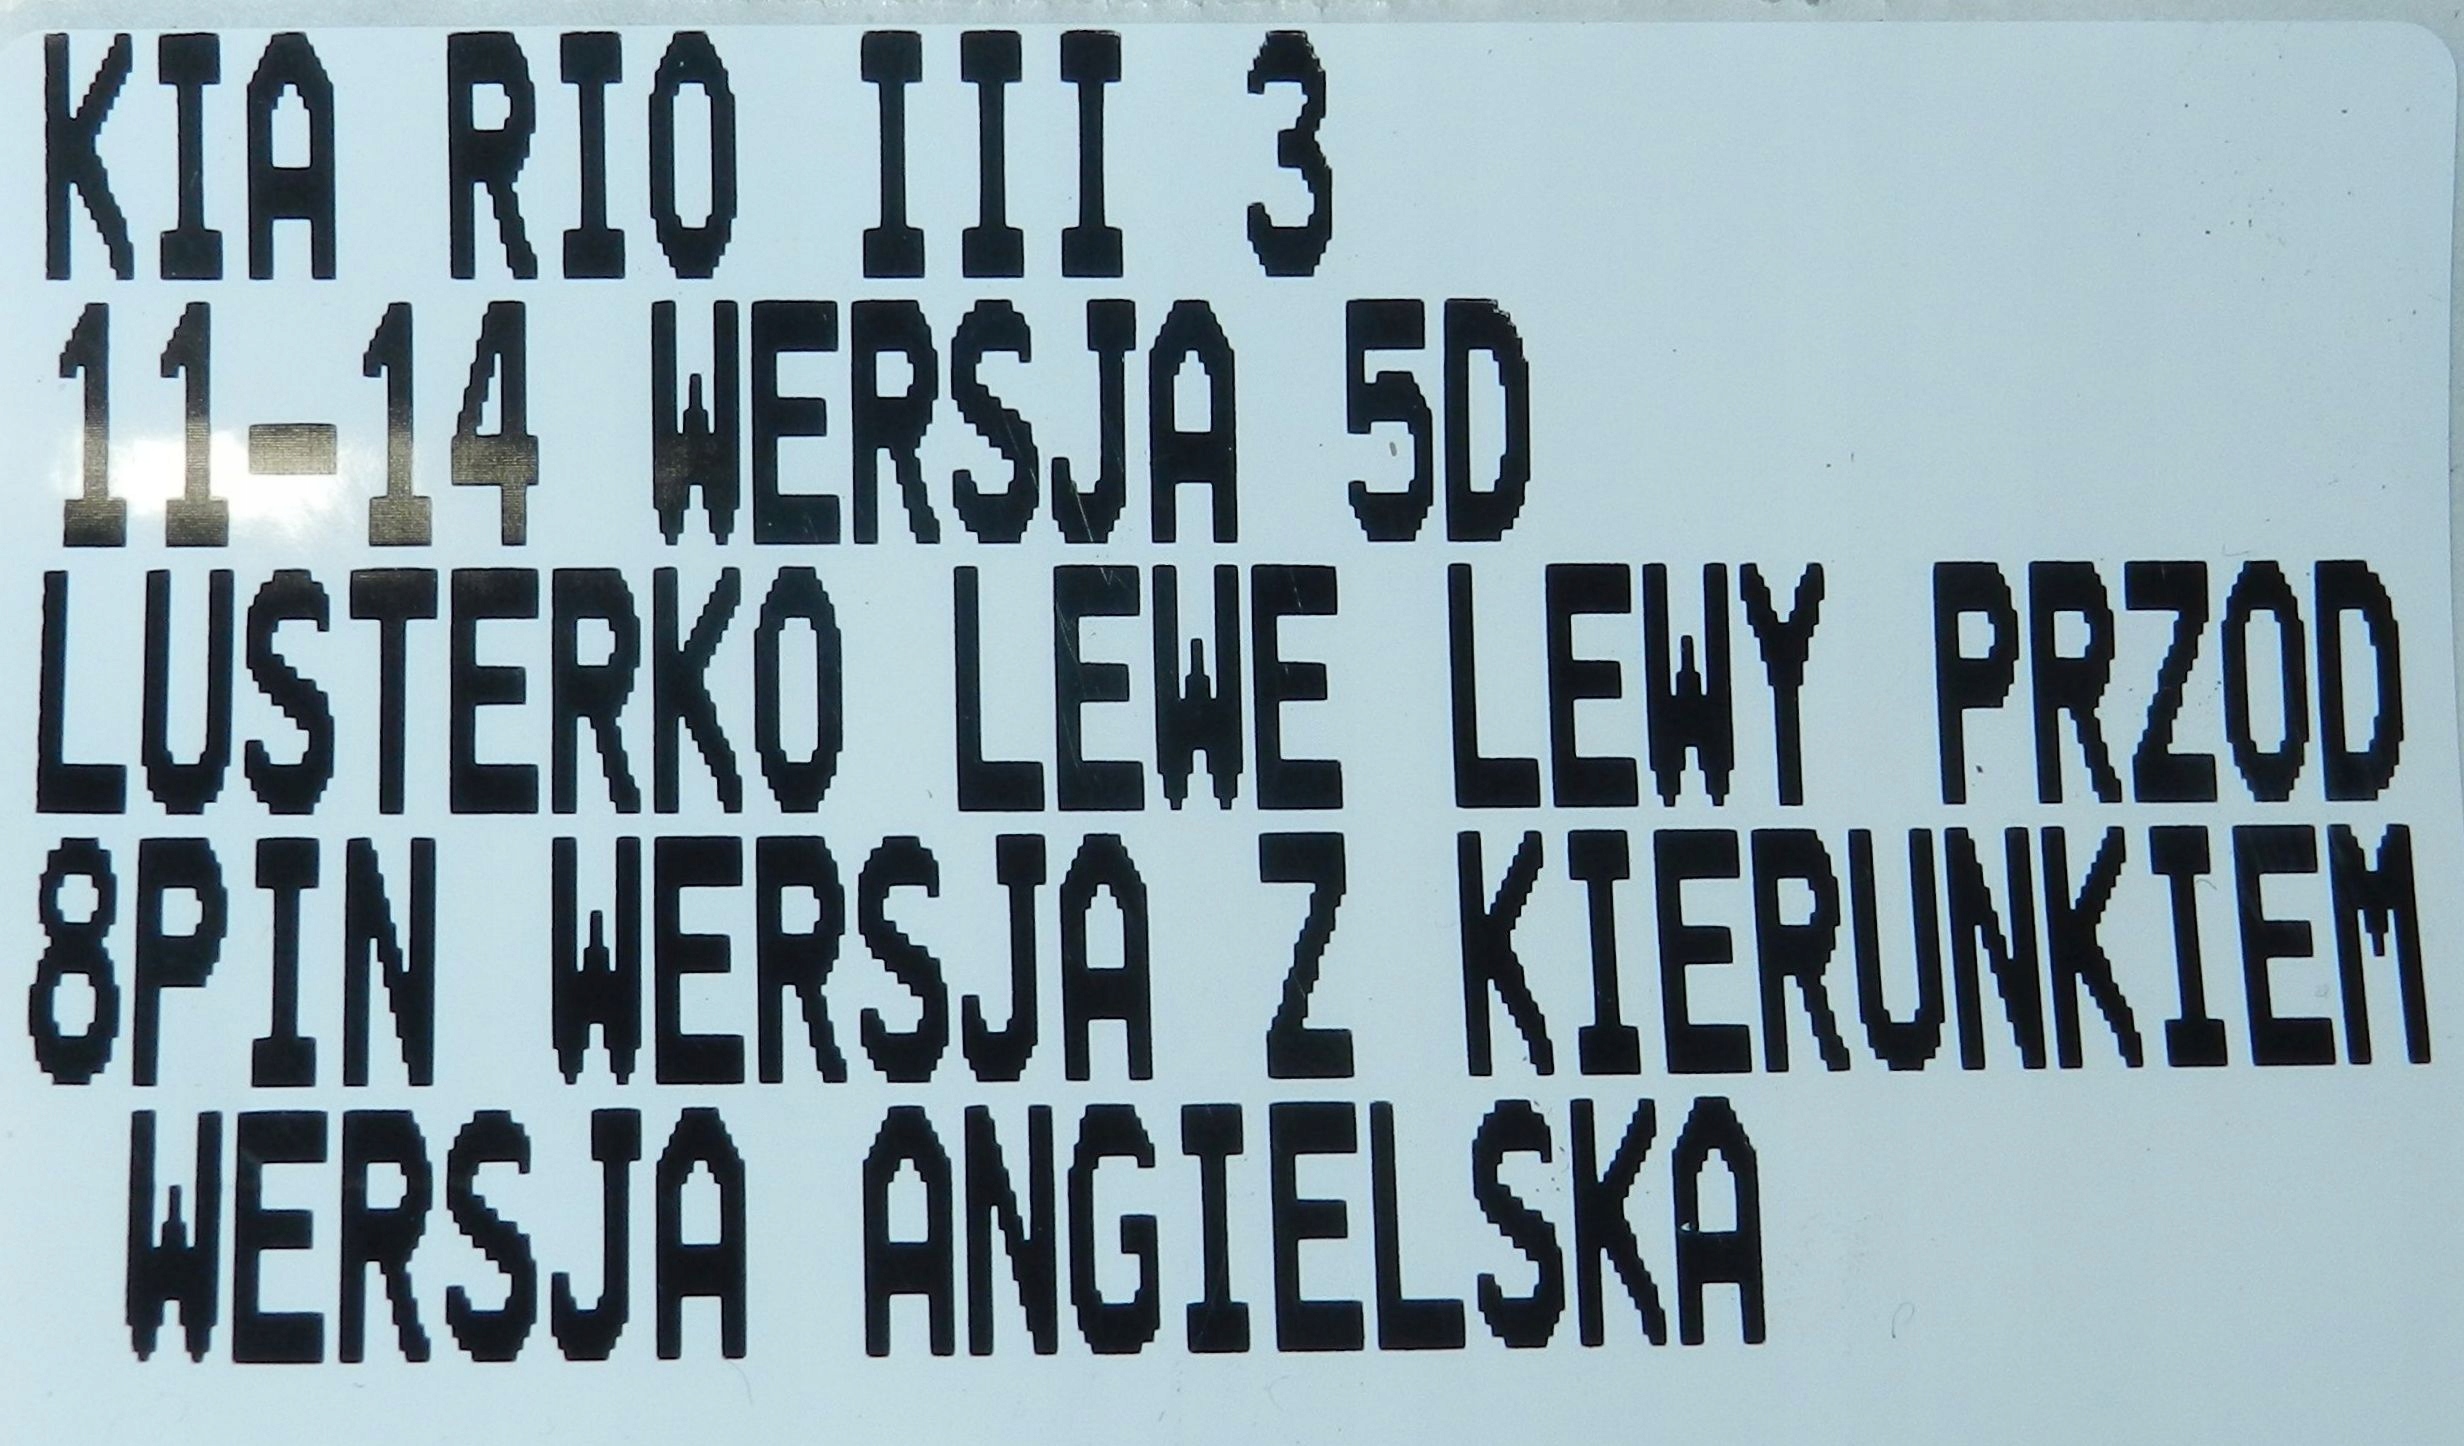 KIA RIO III 3
11-14 WERSJA 5D
LUSTERKO LEWE LEWY PRZOD
8PIN WERSJA Z KIERUNKIEM
WERSJA ANGIELSKA